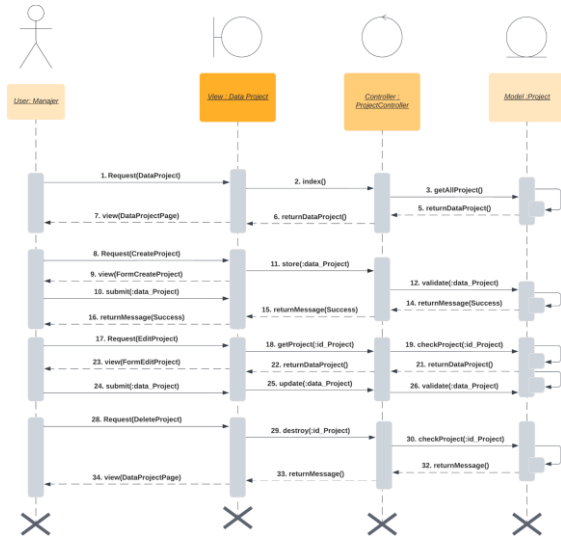 User: Manajer
View : Data Project
Controller :
ProjectController
Model :Project
1. Request(DataProject)
2. index()
3. getAllProject()
5. returnDataProject()
6. returnDataProject()
7. view(DataProjectPage)
8. Request(CreateProject)
9. view(FormCreateProject)
10. submit(:data_Project)
11. store(:data_Project)
12. validate(:data_Project)
14. returnMessage(Success)
15. returnMessage(Success)
16. returnMessage(Success)
17. Request(EditProject)
18. getProject(:id_Project)
19. checkProject(:id_Project)
21. returnDataProject()
22. returnDataProject()
23. view(FormEditProject)
24. submit(:data_Project)
25. update(:data_Project)
26. validate(:data_Project)
28. Request(DeleteProject)
29. destroy(:id_Project)
30. checkProject(:id_Project)
32. returnMessage()
33. returnMessage()
34. view(DataProjectPage)